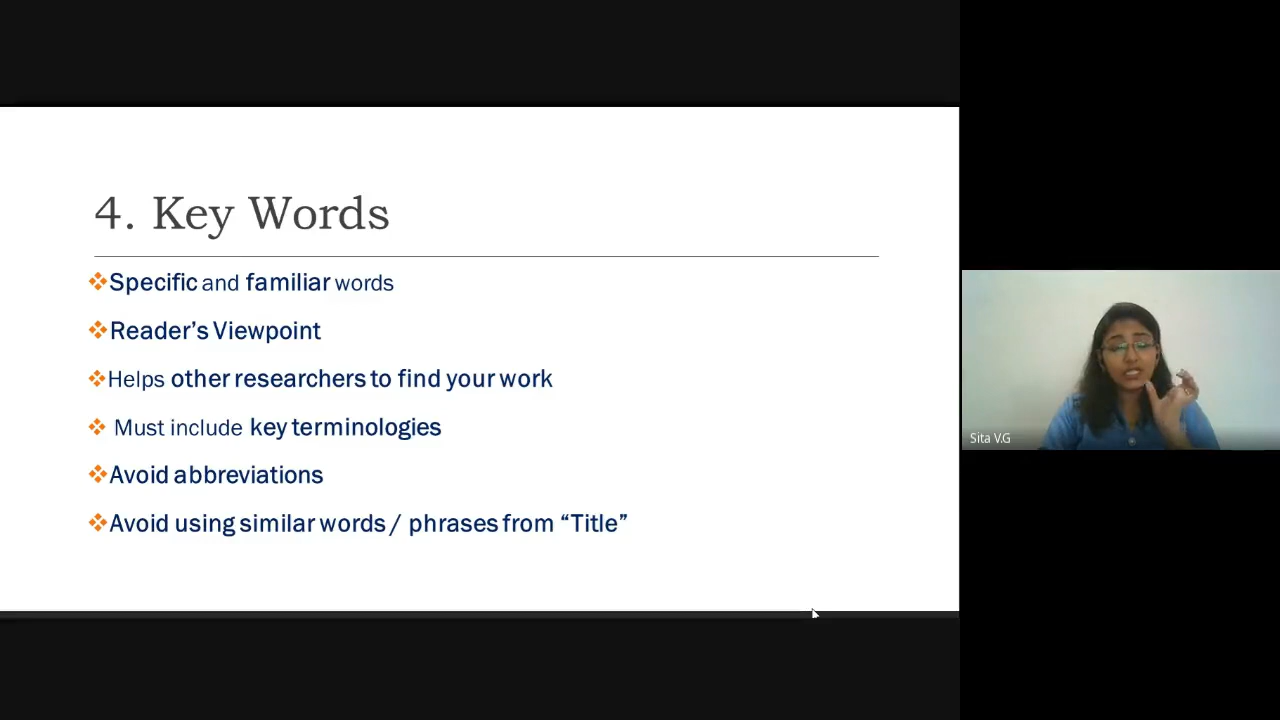 4. Key Words
Specific and familiar words
Reader’s Viewpoint
Helps other researchers to find your work
Must include key terminologies
Avoid abbreviations
Avoid using similar words / phrases from “Title”
Sita V.G